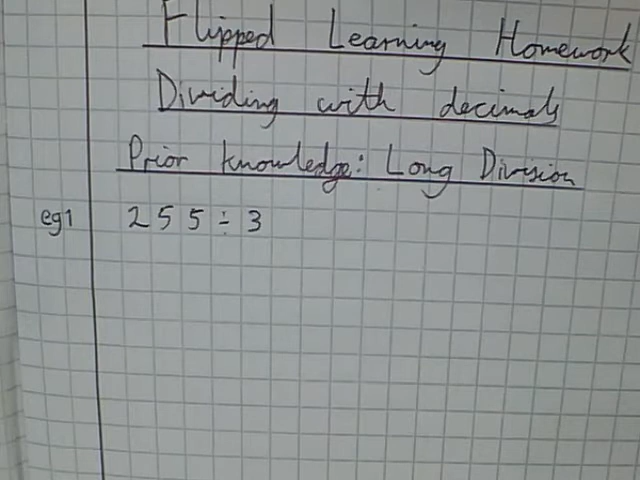 Flipped Learning Homework
Dividing with decimals
Prior knowledge: Long Division
eg1 255 ÷ 3